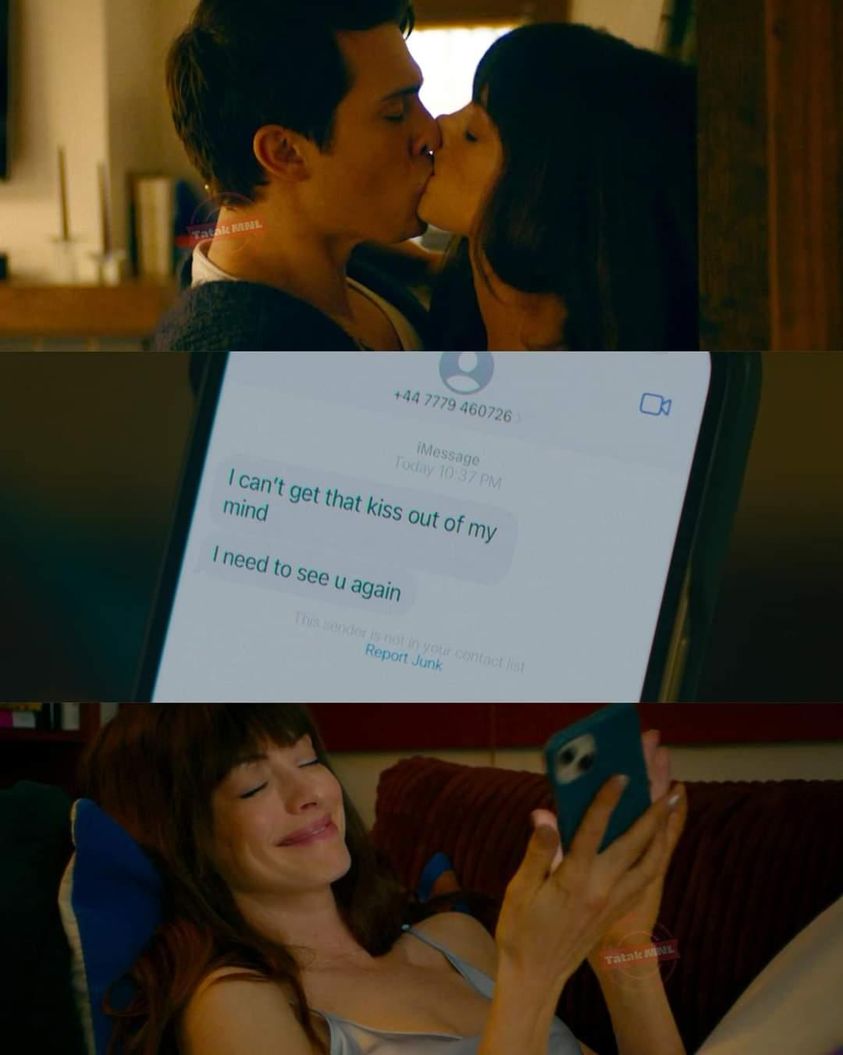 Tatak MNL
+44 7779 460726
iMessage
Today 10:37 PM
I can't get that kiss out of my
mind
I need to see u again
This sender is not in your contact list
Report Junk
Tatak MNL